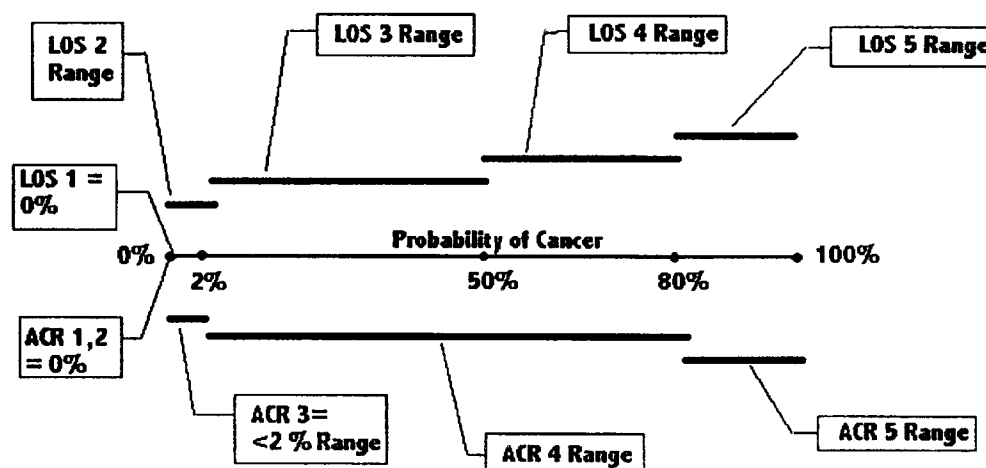 LOS 2
Range
LOS 3 Range
LOS 4 Range
LOS 5 Range
LOS 1 =
0%
0%
Probability of Cancer
100%
2%
50%
80%
ACR 1,2
= 0%
ACR 3=
<2 % Range
ACR 4 Range
ACR 5 Range